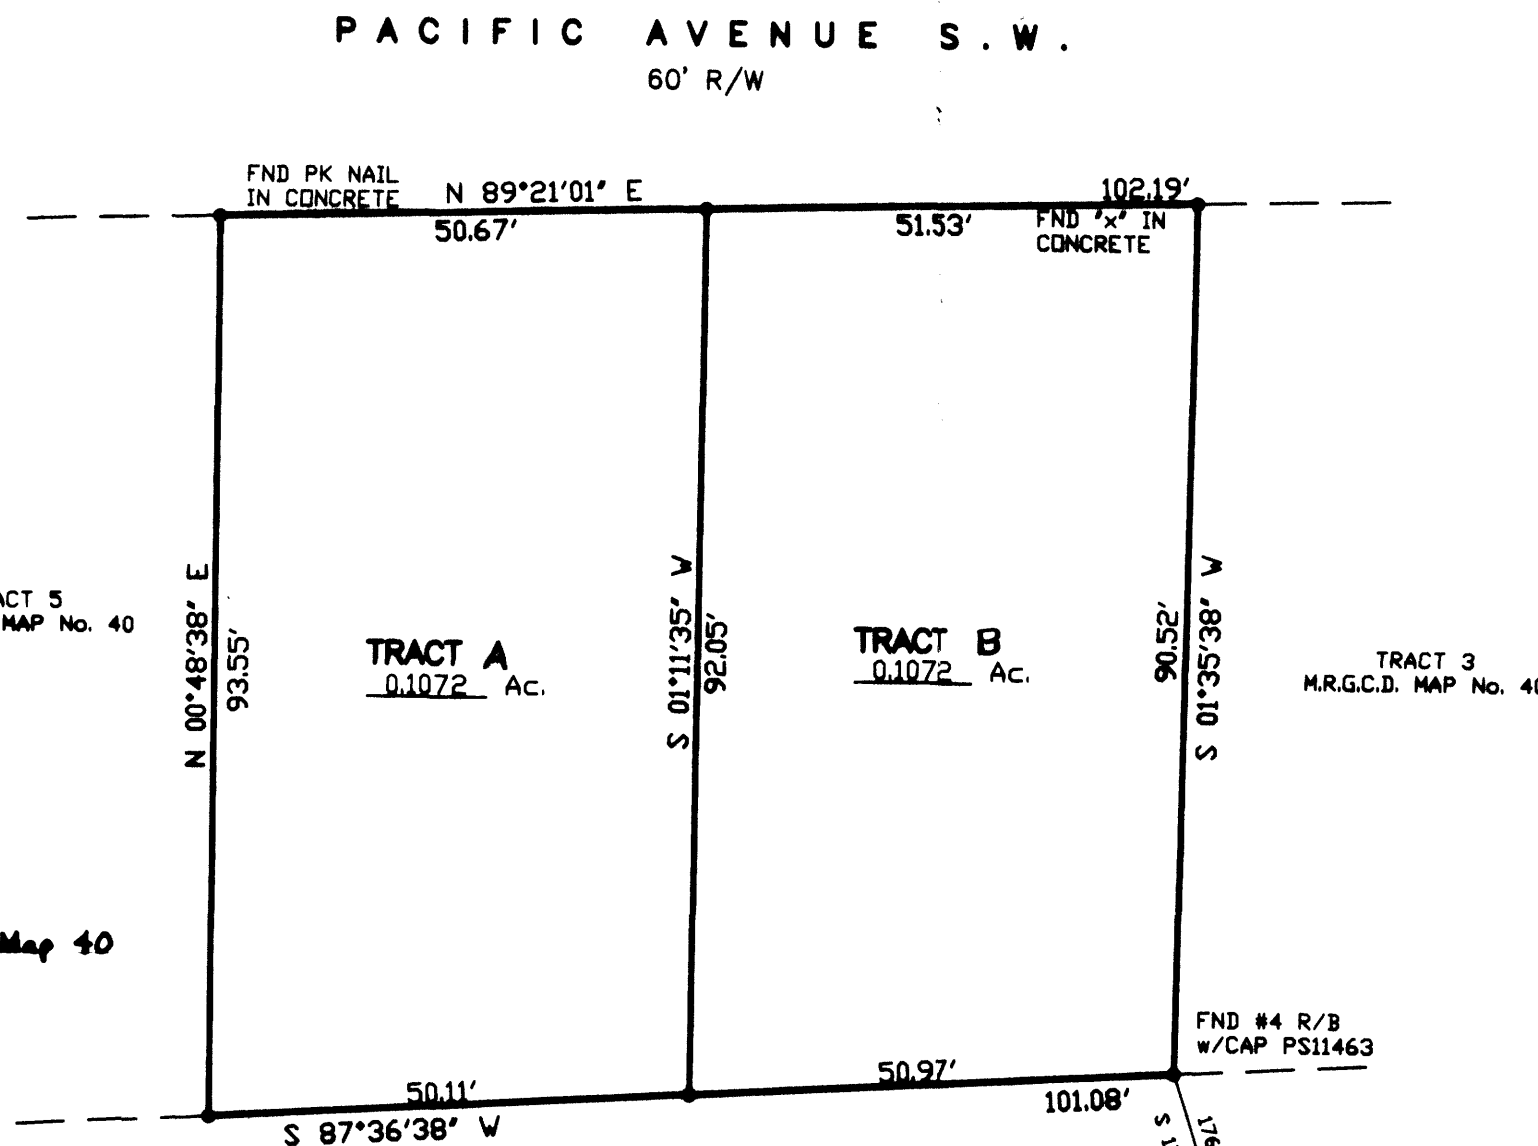 PACIFIC AVENUE S.W.
60' R/W
FND PK NAIL
IN CONCRETE
N 89°21'01" E
102.19'
50.67'
51.53'
FND "x" IN
CONCRETE
N 00°48'38" E
93.55'
S 01°11'35" W
92.05'
90.52'
S 01°35'38" W
5
MAP No. 40
TRACT A
0.1072 Ac.
TRACT B
0.1072 Ac.
TRACT 3
M.R.G.C.D. MAP No.
Map 40
FND #4 R/B
w/CAP PS11463
50.11'
50.97'
S 87°36'38" W
101.08'
S